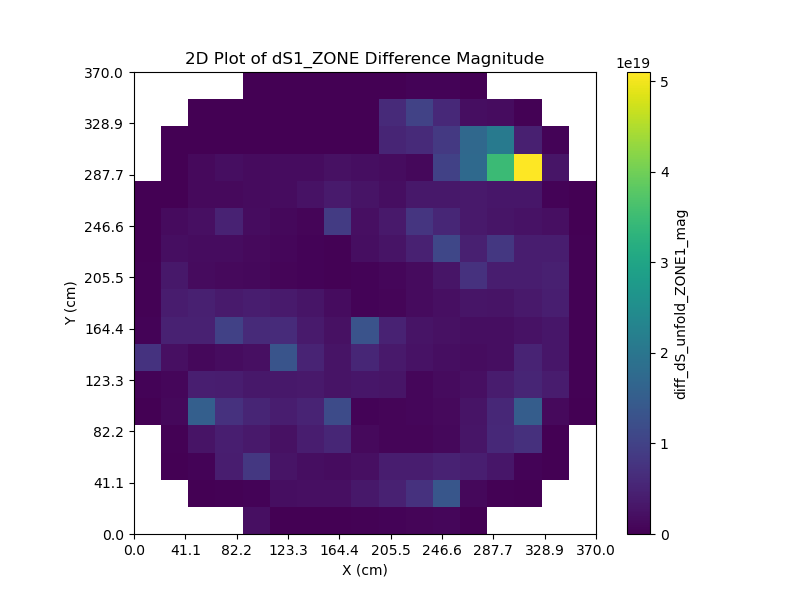 2D Plot of dS1_ZONE Difference Magnitude
1e19
370.0
328.9
287.7
246.6
205.5
164.4
123.3
82.2
41.1
0.0
Y (cm)
0.0 41.1 82.2 123.3 164.4 205.5 246.6 287.7 328.9 370.0
X (cm)
5
4
3
2
1
0
diff_dS_unfold_ZONE1_mag